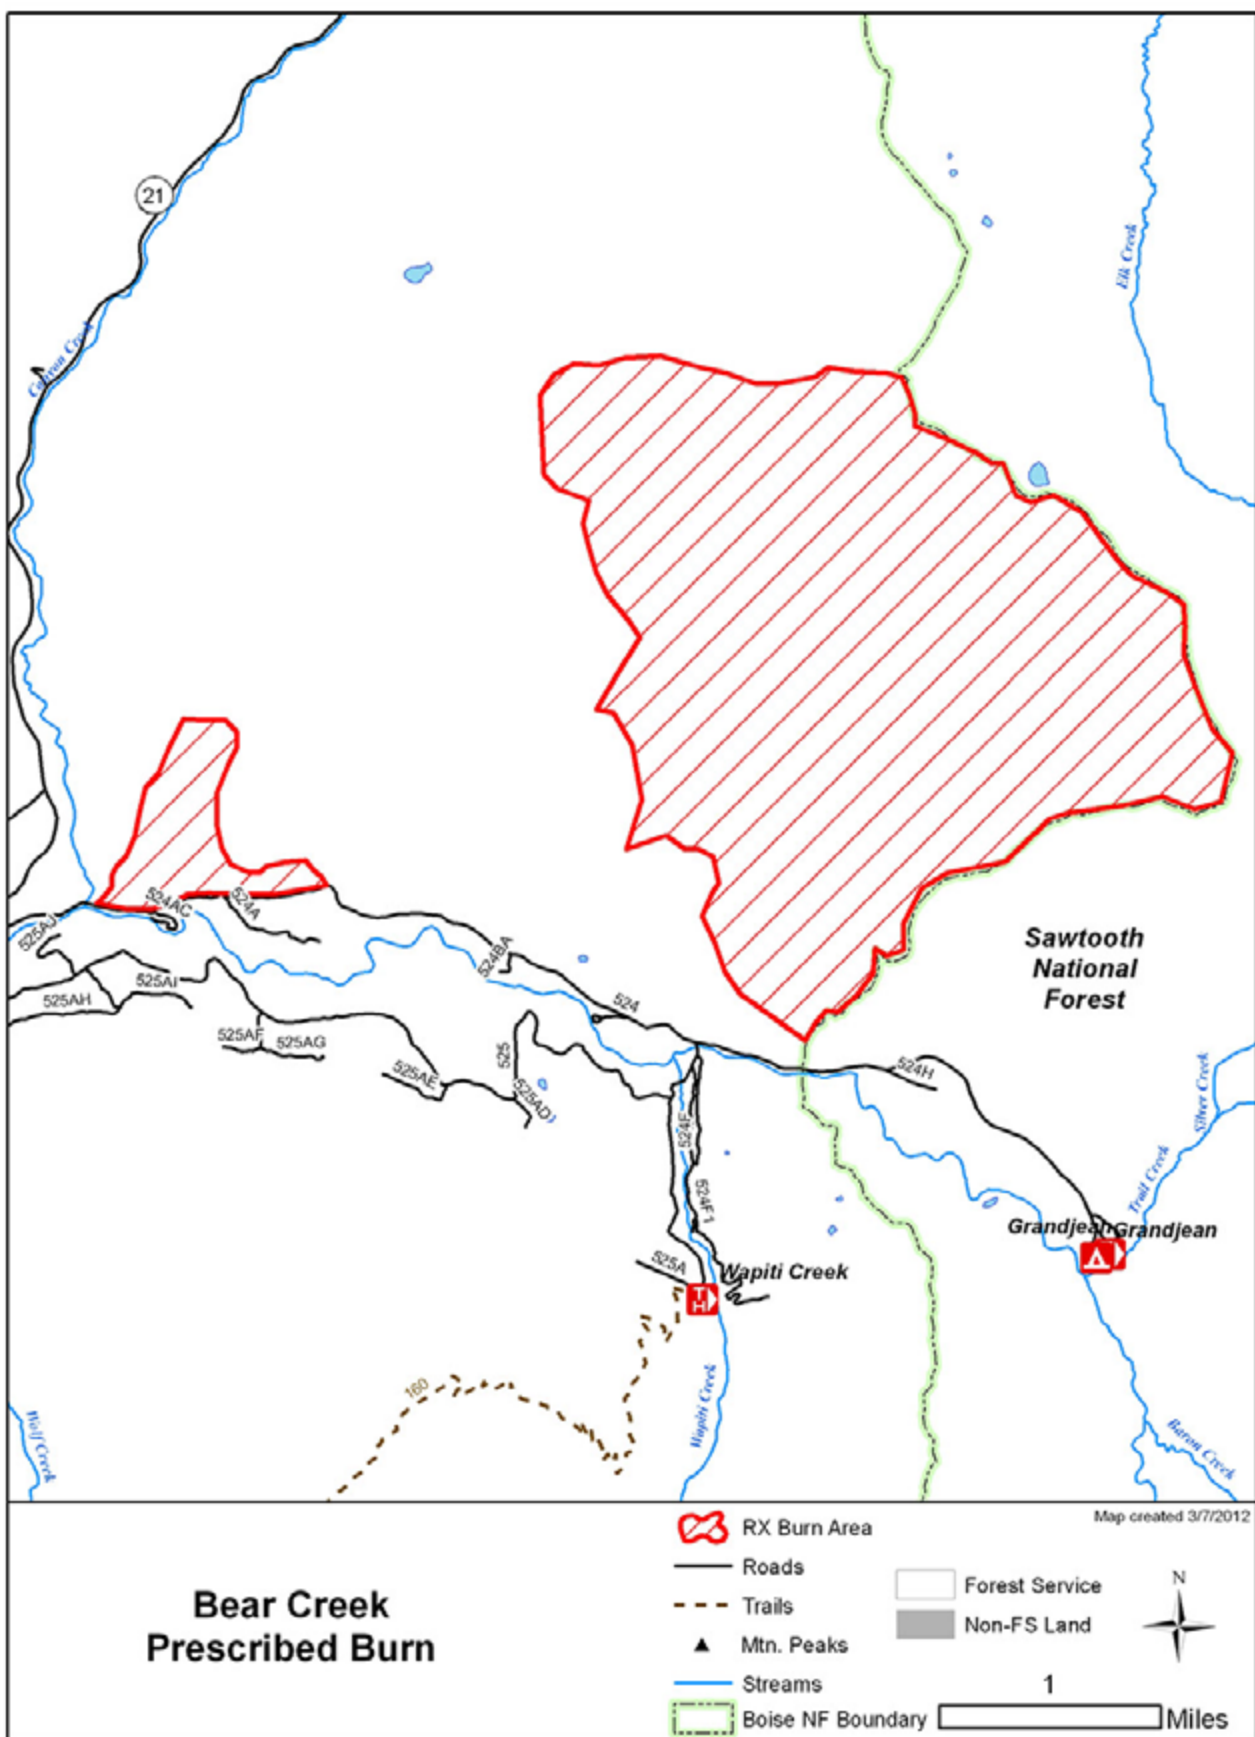 21
Elk Creek
Canyon Creek
524AC
524A
525AJ
525AI
525AH
525AF
525AG
525AE
525
525AD
524BA
524
524H
Sawtooth
National
Forest
Silver Creek
Trail Creek
524F
524F1
525A
Wapiti Creek
Grandjean
Grandjean
TH
160
Wapiti Creek
Wolf Creek
Baron Creek
Map created 3/7/2012
Bear Creek
Prescribed Burn
RX Burn Area
Roads
Trails
Mtn. Peaks
Streams
Boise NF Boundary
Forest Service
Non-FS Land
N
1
Miles